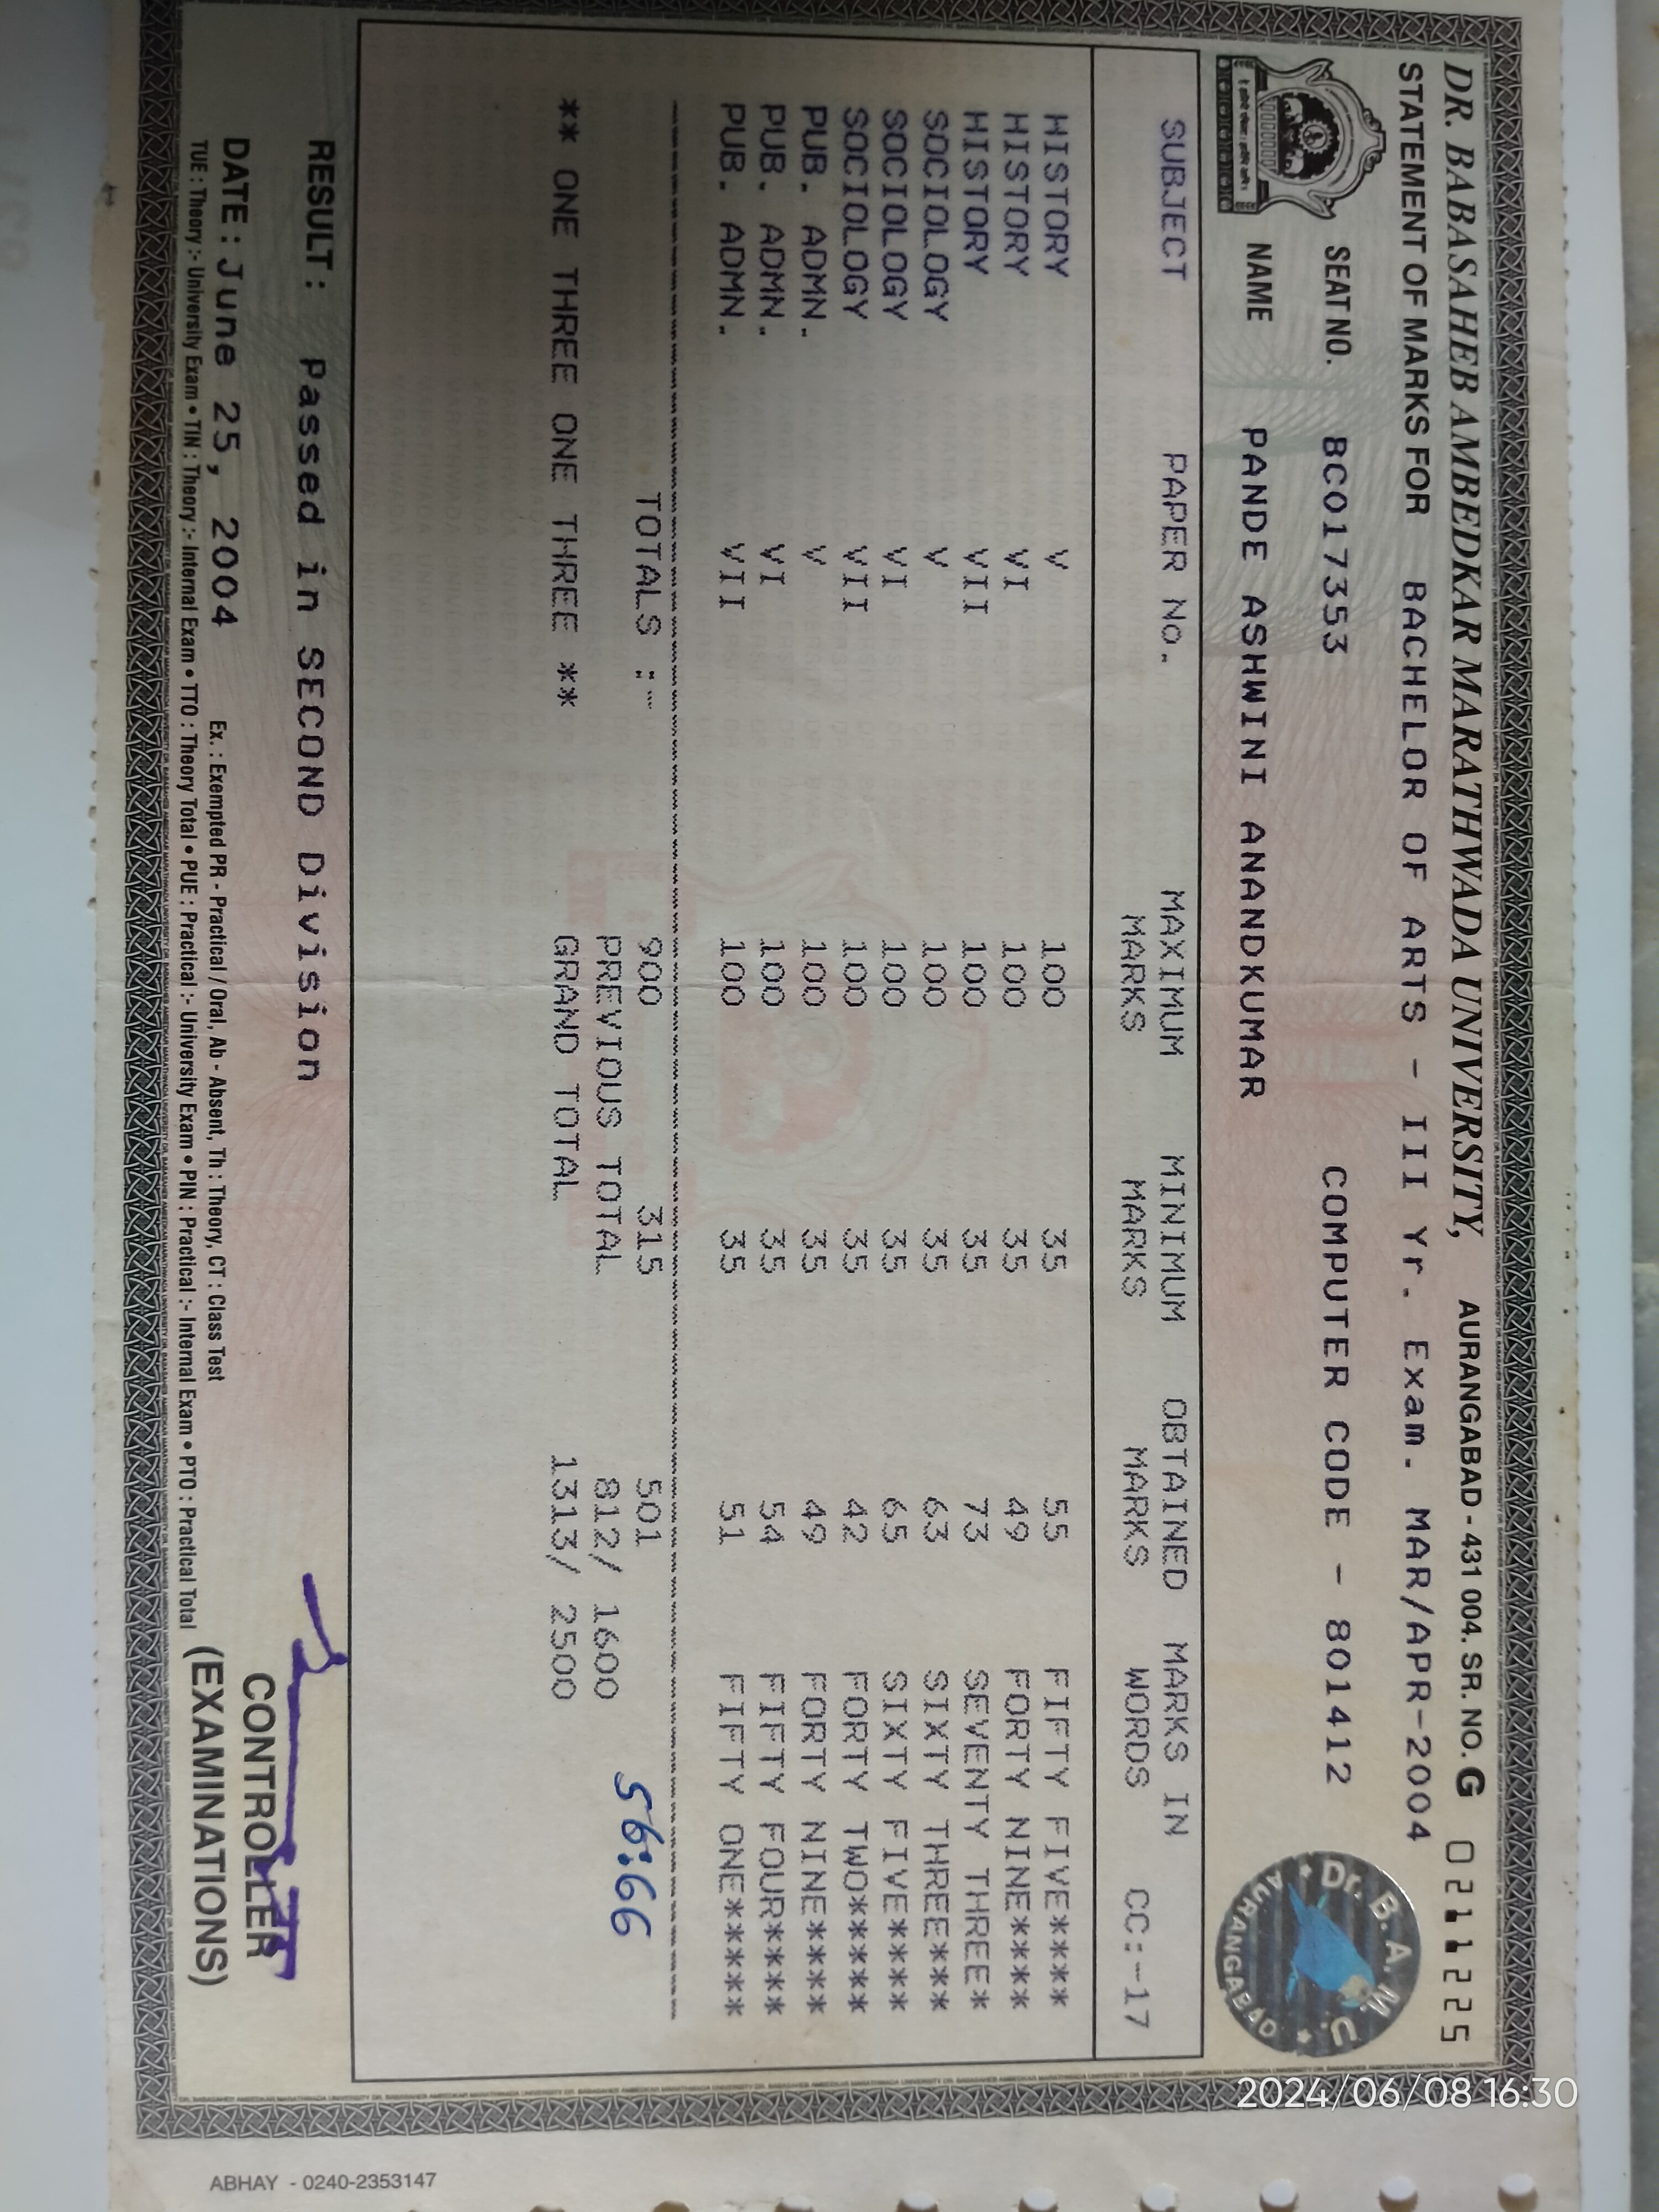 DR. BABASAHEB AMBEDKAR MARATHWADA UNIVERSITY, AURANGABAD - 431 004. SR. NO. G 0211225
STATEMENT OF MARKS FOR BACHELOR OF ARTS - III Yr. Exam. MAR/APR-2004
SEAT NO. BC017353 COMPUTER CODE - 801412
NAME PANDE ASHWINI ANANDKUMAR
Dr. B. A. M. U. ★ AURANGABAD ★
SUBJECT PAPER No. MAXIMUM MINIMUM OBTAINED MARKS IN CC:-17
MARKS MARKS MARKS WORDS
HISTORY V 100 35 55 FIFTY FIVE****
HISTORY VI 100 35 49 FORTY NINE****
HISTORY VII 100 35 73 SEVENTY THREE*
SOCIOLOGY V 100 35 63 SIXTY THREE***
SOCIOLOGY VI 100 35 65 SIXTY FIVE****
SOCIOLOGY VII 100 35 42 FORTY TWO*****
PUB. ADMN. V 100 35 49 FORTY NINE****
PUB. ADMN. VI 100 35 54 FIFTY FOUR****
PUB. ADMN. VII 100 35 51 FIFTY ONE*****
TOTALS :- 900 315 501
PREVIOUS TOTAL 812/ 1600 56:66
** ONE THREE ONE THREE ** GRAND TOTAL 1313/ 2500
RESULT: Passed in SECOND Division
DATE: June 25, 2004
CONTROLLER
(EXAMINATIONS)
Ex. : Exempted PR - Practical / Oral, Ab - Absent, Th : Theory, CT : Class Test
TUE : Theory :- University Exam • TIN : Theory :- Internal Exam • TTO : Theory Total • PUE : Practical :- University Exam • PIN : Practical :- Internal Exam • PTO : Practical Total
ABHAY - 0240-2353147
2024/06/08 16:30